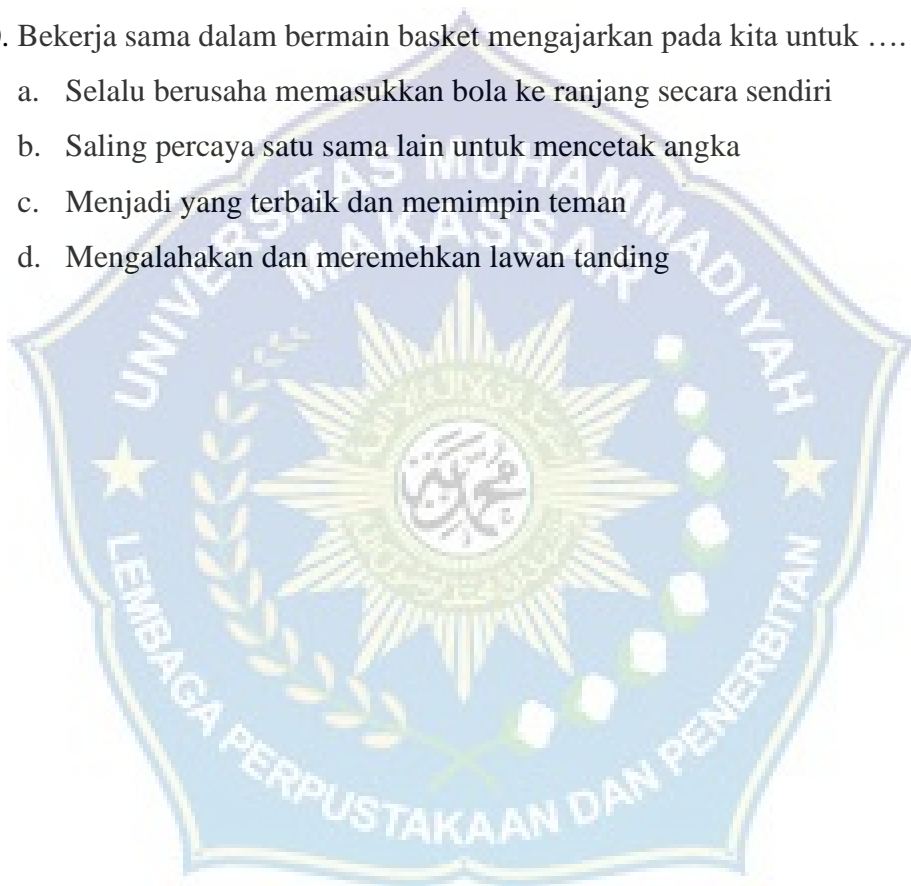 . Bekerja sama dalam bermain basket mengajarkan pada kita untuk ….
a. Selalu berusaha memasukkan bola ke ranjang secara sendiri
b. Saling percaya satu sama lain untuk mencetak angka
c. Menjadi yang terbaik dan memimpin teman
d. Mengalahakan dan meremehkan lawan tanding
UNIVERSITAS MUHAMMADIYAH
MAKASSAR
LEMBAGA PERPUSTAKAAN DAN PENERBITAN